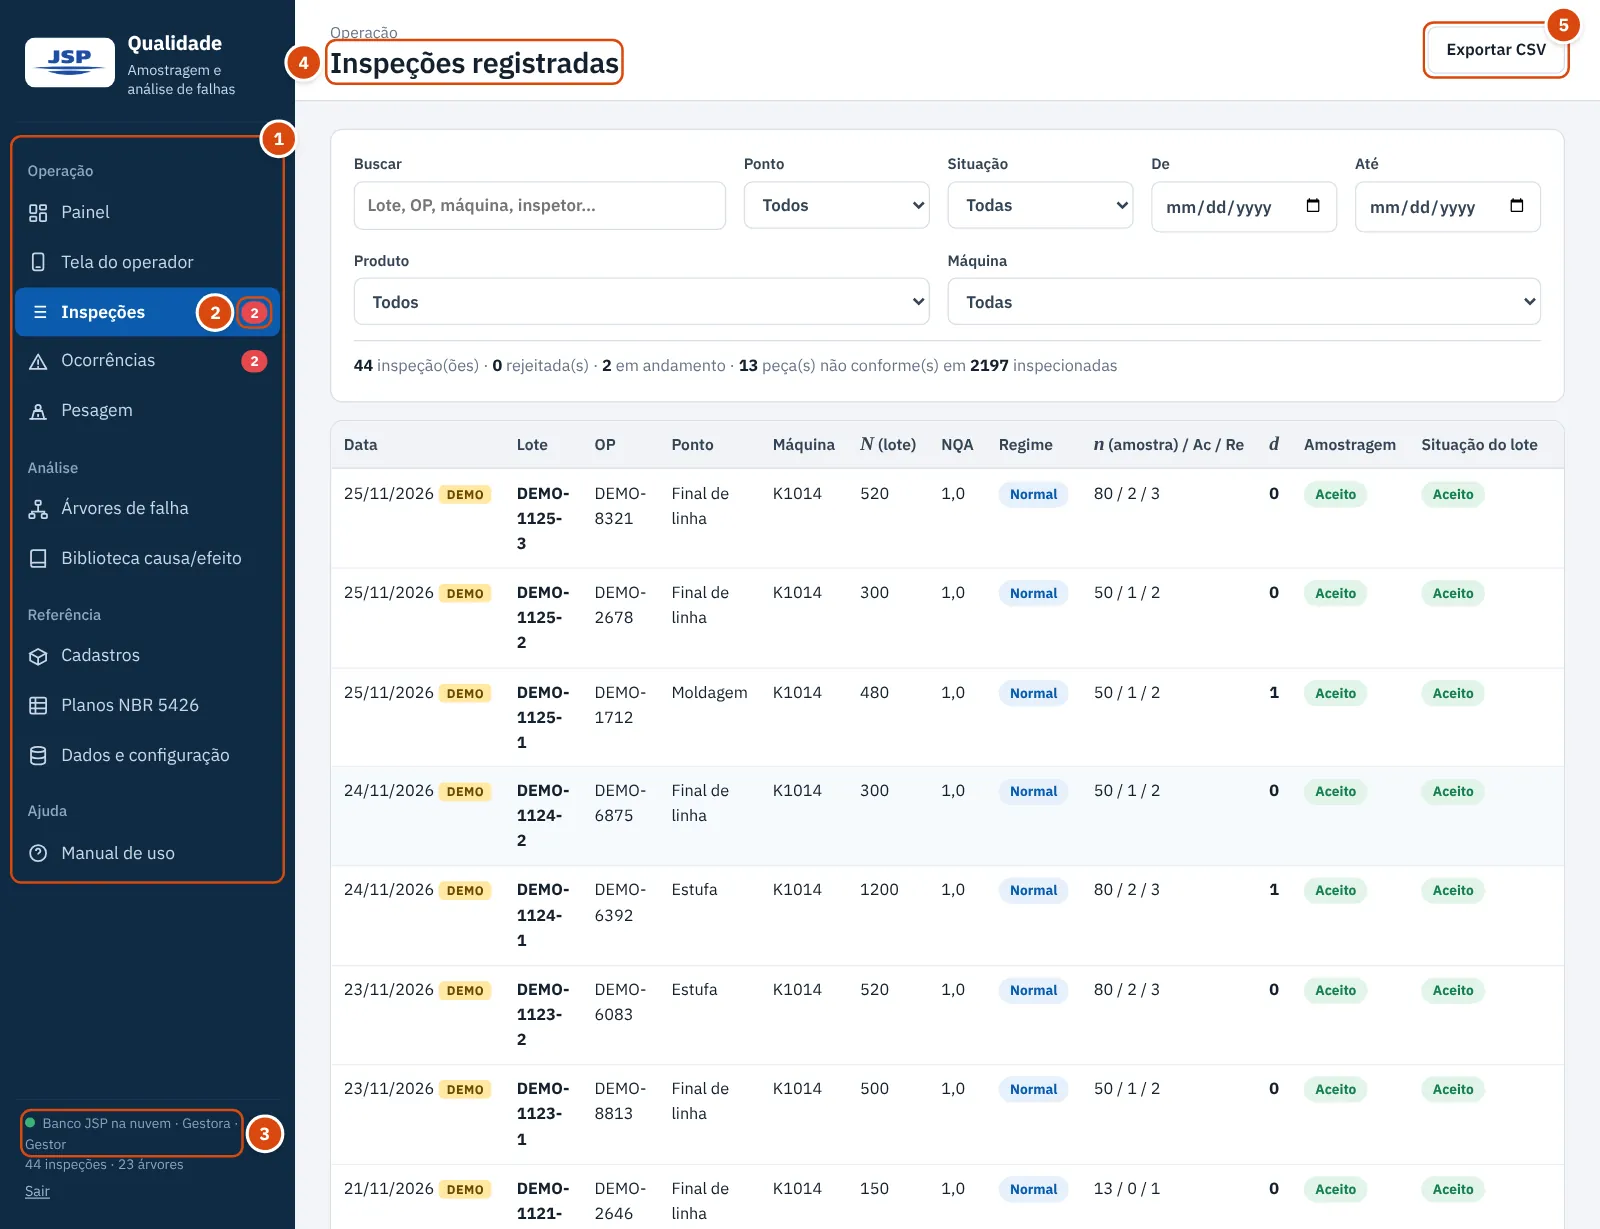 JSP
Qualidade
Amostragem e
análise de falhas
1
Operação
Painel
Tela do operador
Inspeções 2 2
Ocorrências 2
Pesagem
Análise
Árvores de falha
Biblioteca causa/efeito
Referência
Cadastros
Planos NBR 5426
Dados e configuração
Ajuda
Manual de uso
Banco JSP na nuvem · Gestora ·
Gestor
3
44 inspeções · 23 árvores
Sair
Operação
4 Inspeções registradas
Exportar CSV 5
Buscar Ponto Situação De Até
Lote, OP, máquina, inspetor... Todos Todas mm/dd/yyyy mm/dd/yyyy
Produto Máquina
Todos Todas
44 inspeção(ões) · 0 rejeitada(s) · 2 em andamento · 13 peça(s) não conforme(s) em 2197 inspecionadas
Data Lote OP Ponto Máquina N (lote) NQA Regime n (amostra) / Ac / Re d Amostragem Situação do lote
25/11/2026 DEMO DEMO- DEMO- Final de K1014 520 1,0 Normal 80 / 2 / 3 0 Aceito Aceito
1125- 8321 linha
3
25/11/2026 DEMO DEMO- DEMO- Final de K1014 300 1,0 Normal 50 / 1 / 2 0 Aceito Aceito
1125- 2678 linha
2
25/11/2026 DEMO DEMO- DEMO- Moldagem K1014 480 1,0 Normal 50 / 1 / 2 1 Aceito Aceito
1125- 1712
1
24/11/2026 DEMO DEMO- DEMO- Final de K1014 300 1,0 Normal 50 / 1 / 2 0 Aceito Aceito
1124- 6875 linha
2
24/11/2026 DEMO DEMO- DEMO- Estufa K1014 1200 1,0 Normal 80 / 2 / 3 1 Aceito Aceito
1124- 6392
1
23/11/2026 DEMO DEMO- DEMO- Estufa K1014 520 1,0 Normal 80 / 2 / 3 0 Aceito Aceito
1123- 6083
2
23/11/2026 DEMO DEMO- DEMO- Final de K1014 500 1,0 Normal 50 / 1 / 2 0 Aceito Aceito
1123- 8813 linha
1
21/11/2026 DEMO DEMO- DEMO- Final de K1014 150 1,0 Normal 13 / 0 / 1 0 Aceito Aceito
1121- 2646 linha